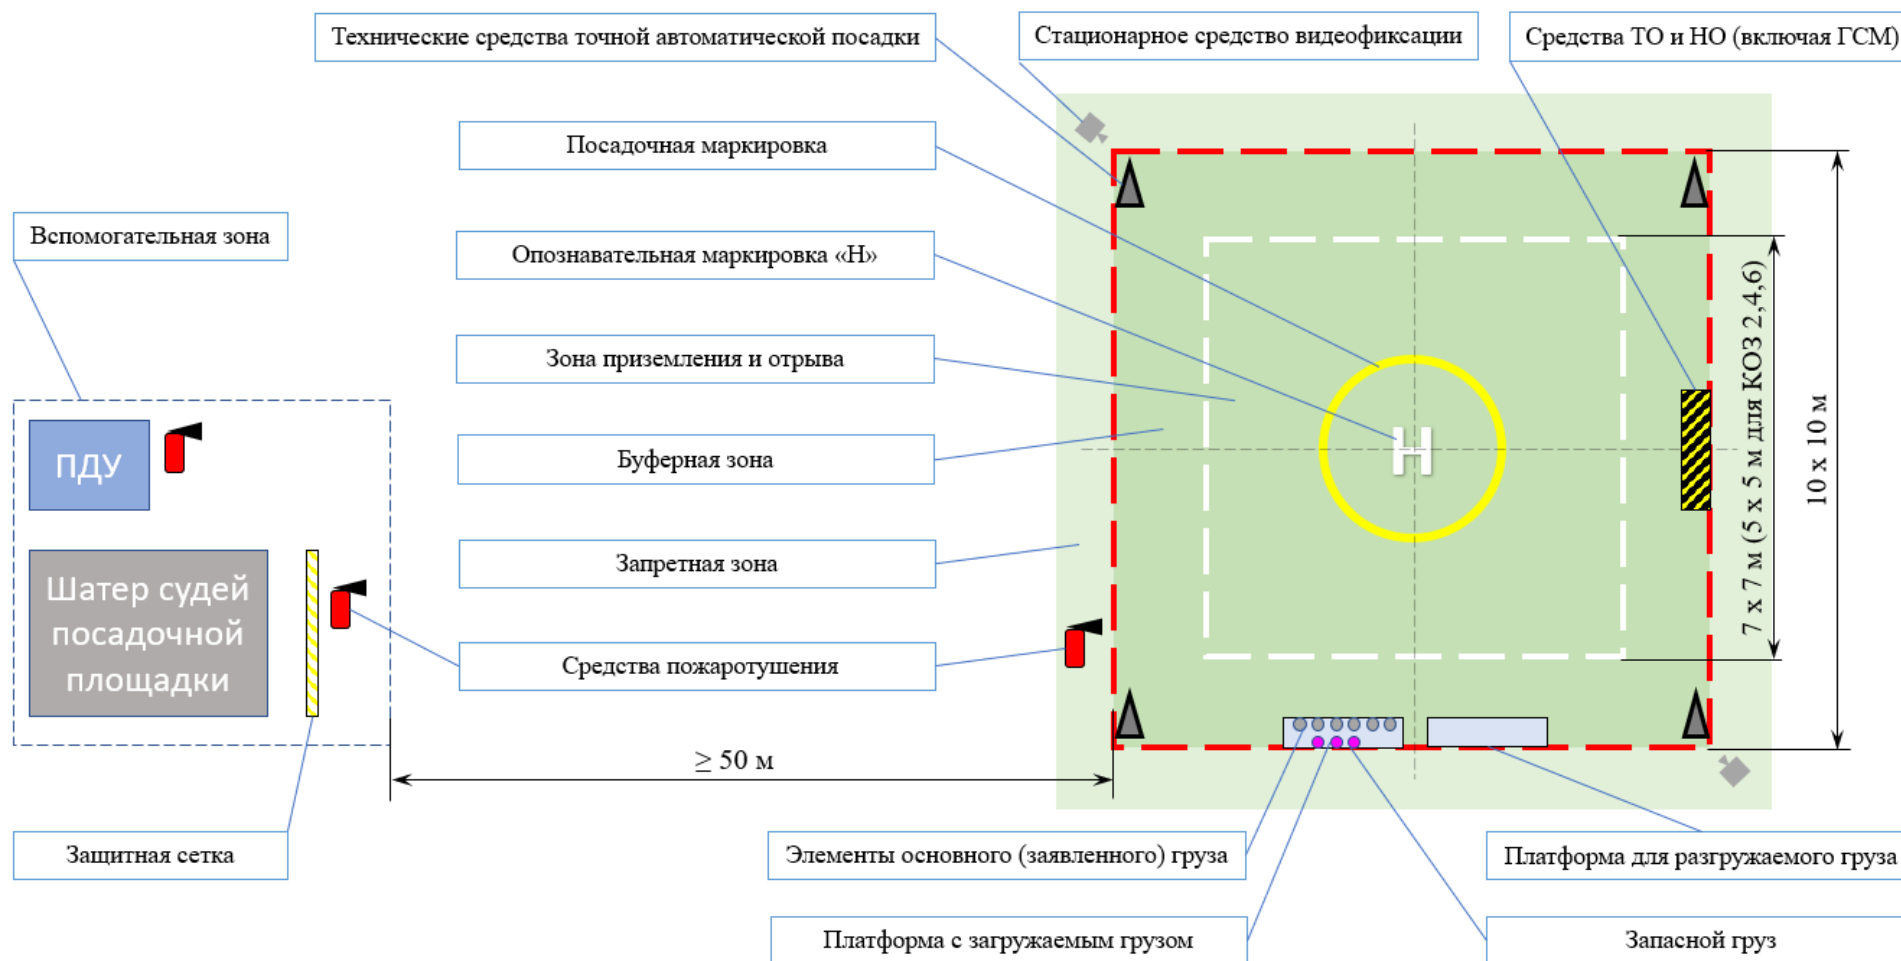 Технические средства точной автоматической посадки
Стационарное средство видеофиксации
Средства ТО и НО (включая ГСМ)
Посадочная маркировка
Вспомогательная зона
Опознавательная маркировка «Н»
Зона приземления и отрыва
Буферная зона
Запретная зона
Средства пожаротушения
ПДУ
Шатер судей
посадочной
площадки
H
7 х 7 м (5 х 5 м для КОЗ 2,4,6)
10 х 10 м
≥ 50 м
Защитная сетка
Элементы основного (заявленного) груза
Платформа для разгружаемого груза
Платформа с загружаемым грузом
Запасной груз